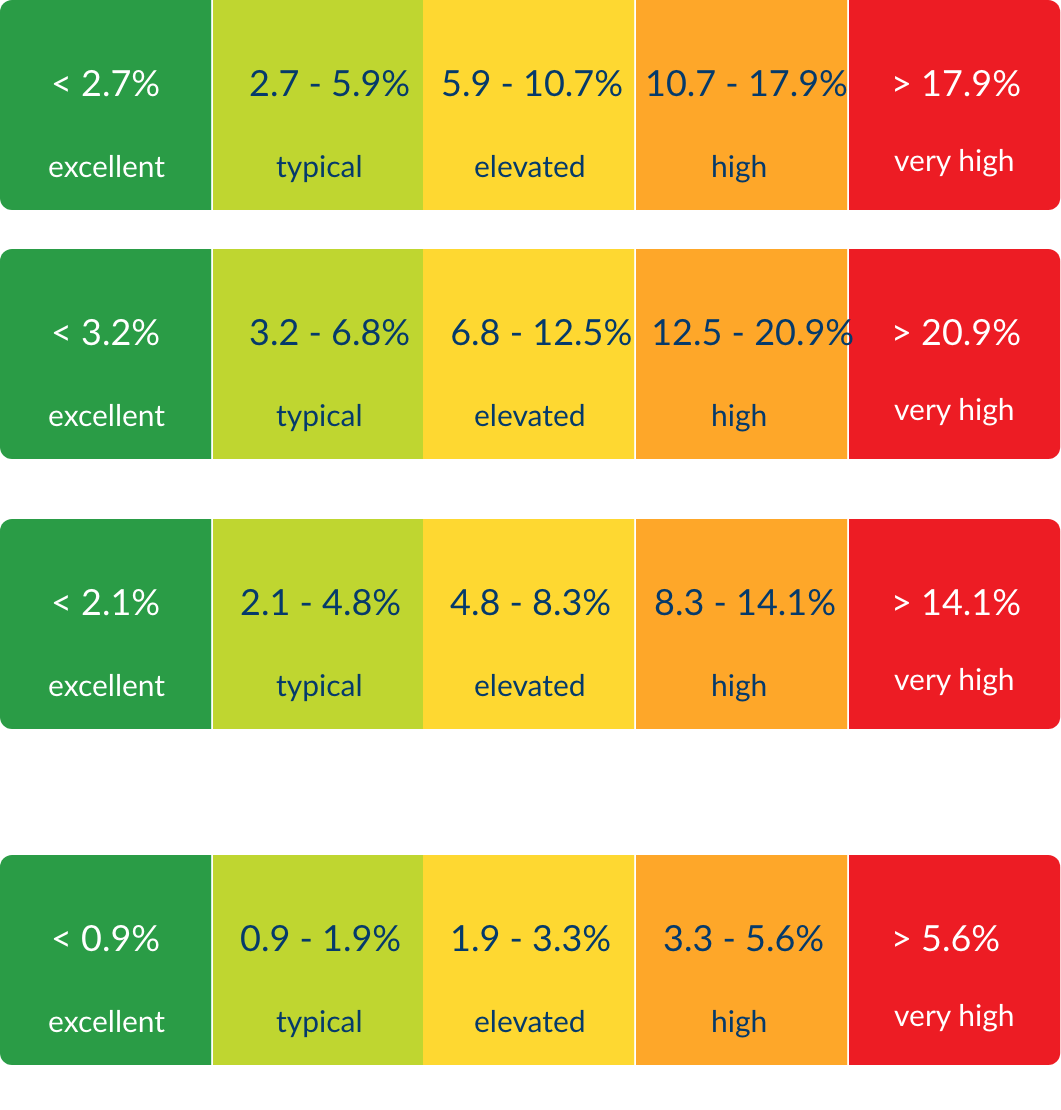 < 2.7% 2.7 - 5.9% 5.9 - 10.7% 10.7 - 17.9% > 17.9%
excellent typical elevated high very high
< 3.2% 3.2 - 6.8% 6.8 - 12.5% 12.5 - 20.9% > 20.9%
excellent typical elevated high very high
< 2.1% 2.1 - 4.8% 4.8 - 8.3% 8.3 - 14.1% > 14.1%
excellent typical elevated high very high
< 0.9% 0.9 - 1.9% 1.9 - 3.3% 3.3 - 5.6% > 5.6%
excellent typical elevated high very high